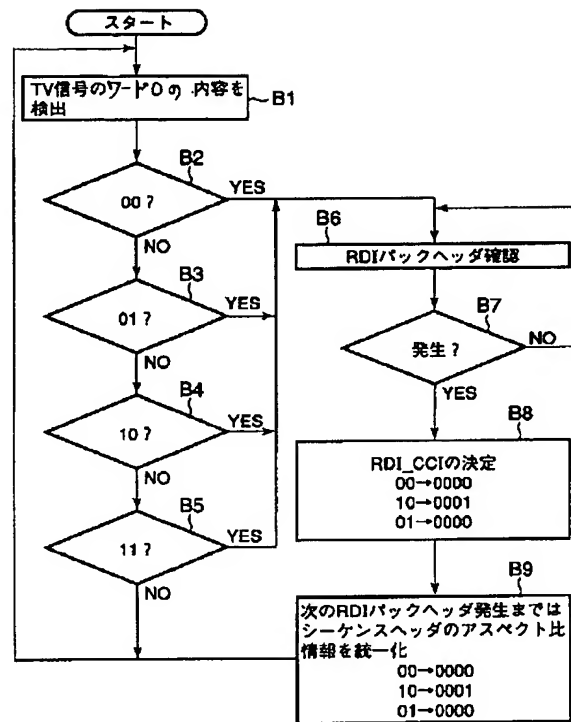 スタート
TV信号のワード0の 内容を
検出
B1
B2
00？
YES
NO
B3
01？
YES
NO
B4
10？
YES
NO
B5
11？
YES
NO
B6
RDIパックヘッダ確認
B7
発生？
NO
YES
B8
RDI_CCIの決定
00→0000
10→0001
01→0000
B9
次のRDIパックヘッダ発生までは
シーケンスヘッダのアスペクト比
情報を統一化
00→0000
10→0001
01→0000